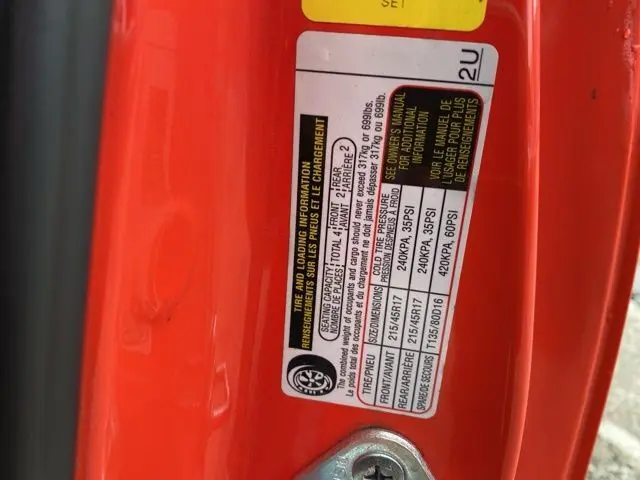 SET
2U
TIRE AND LOADING INFORMATION
RENSEIGNEMENTS SUR LES PNEUS ET LE CHARGEMENT
SEATING CAPACITY TOTAL 4 FRONT 2 REAR 2
NOMBRE DE PLACES AVANT ARRIÈRE
The combined weight of occupants and cargo should never exceed 317kg or 699lbs.
Le poids total des occupants et du chargement ne doit jamais dépasser 317kg ou 699lb.
TIRE/PNEU SIZE/DIMENSIONS COLD TIRE PRESSURE
PRESSION DES PNEUS À FROID
FRONT/AVANT 215/45R17 240KPA, 35PSI
REAR/ARRIÈRE 215/45R17 240KPA, 35PSI
SPARE/DE SECOURS T135/80D16 420KPA, 60PSI
SEE OWNER'S MANUAL
FOR ADDITIONAL
INFORMATION
VOIR LE MANUEL DE
L'USAGER POUR PLUS
DE RENSEIGNEMENTS